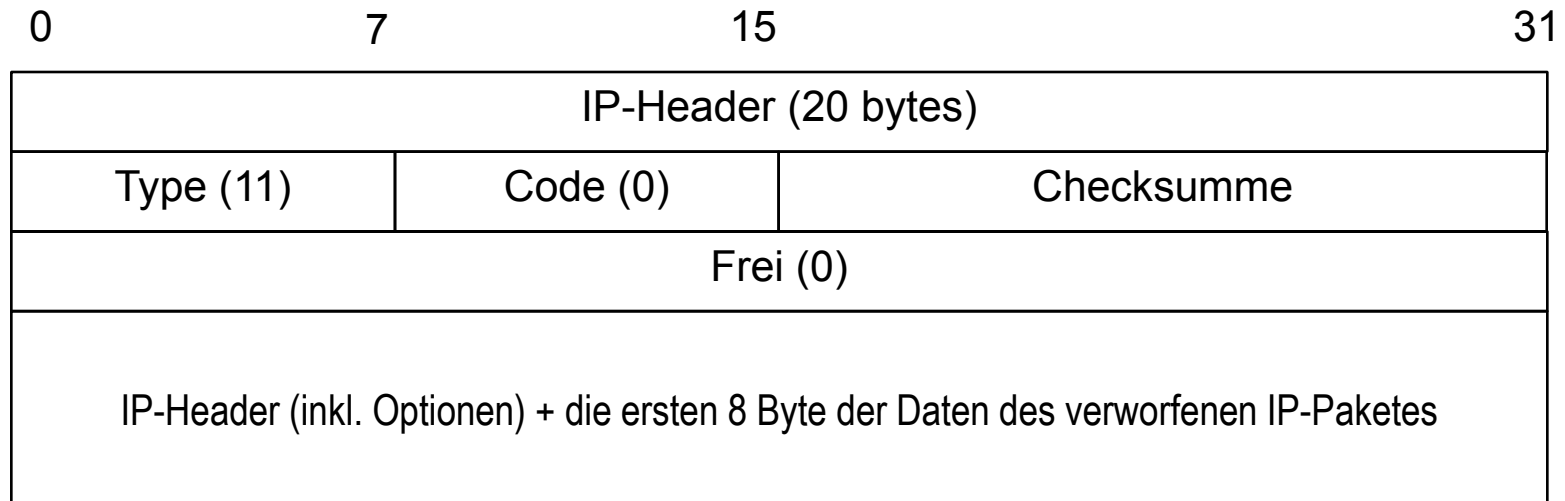 0 7 15 31
IP-Header (20 bytes)
Type (11) Code (0) Checksumme
Frei (0)
IP-Header (inkl. Optionen) + die ersten 8 Byte der Daten des verworfenen IP-Paketes